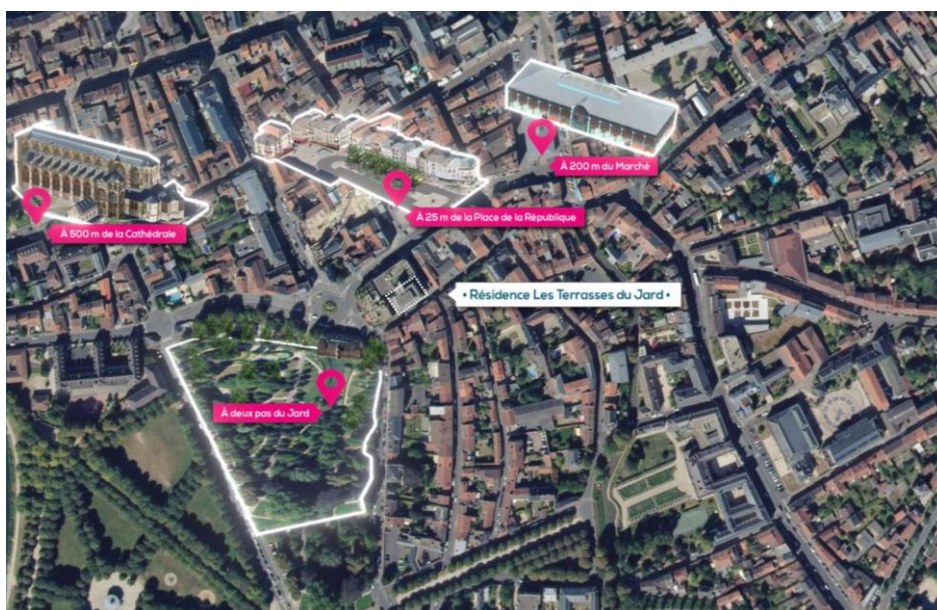 À 200 m du Marché
À 25 m de la Place de la République
À 500 m de la Cathédrale
• Résidence Les Terrasses du Jard •
À deux pas du Jard